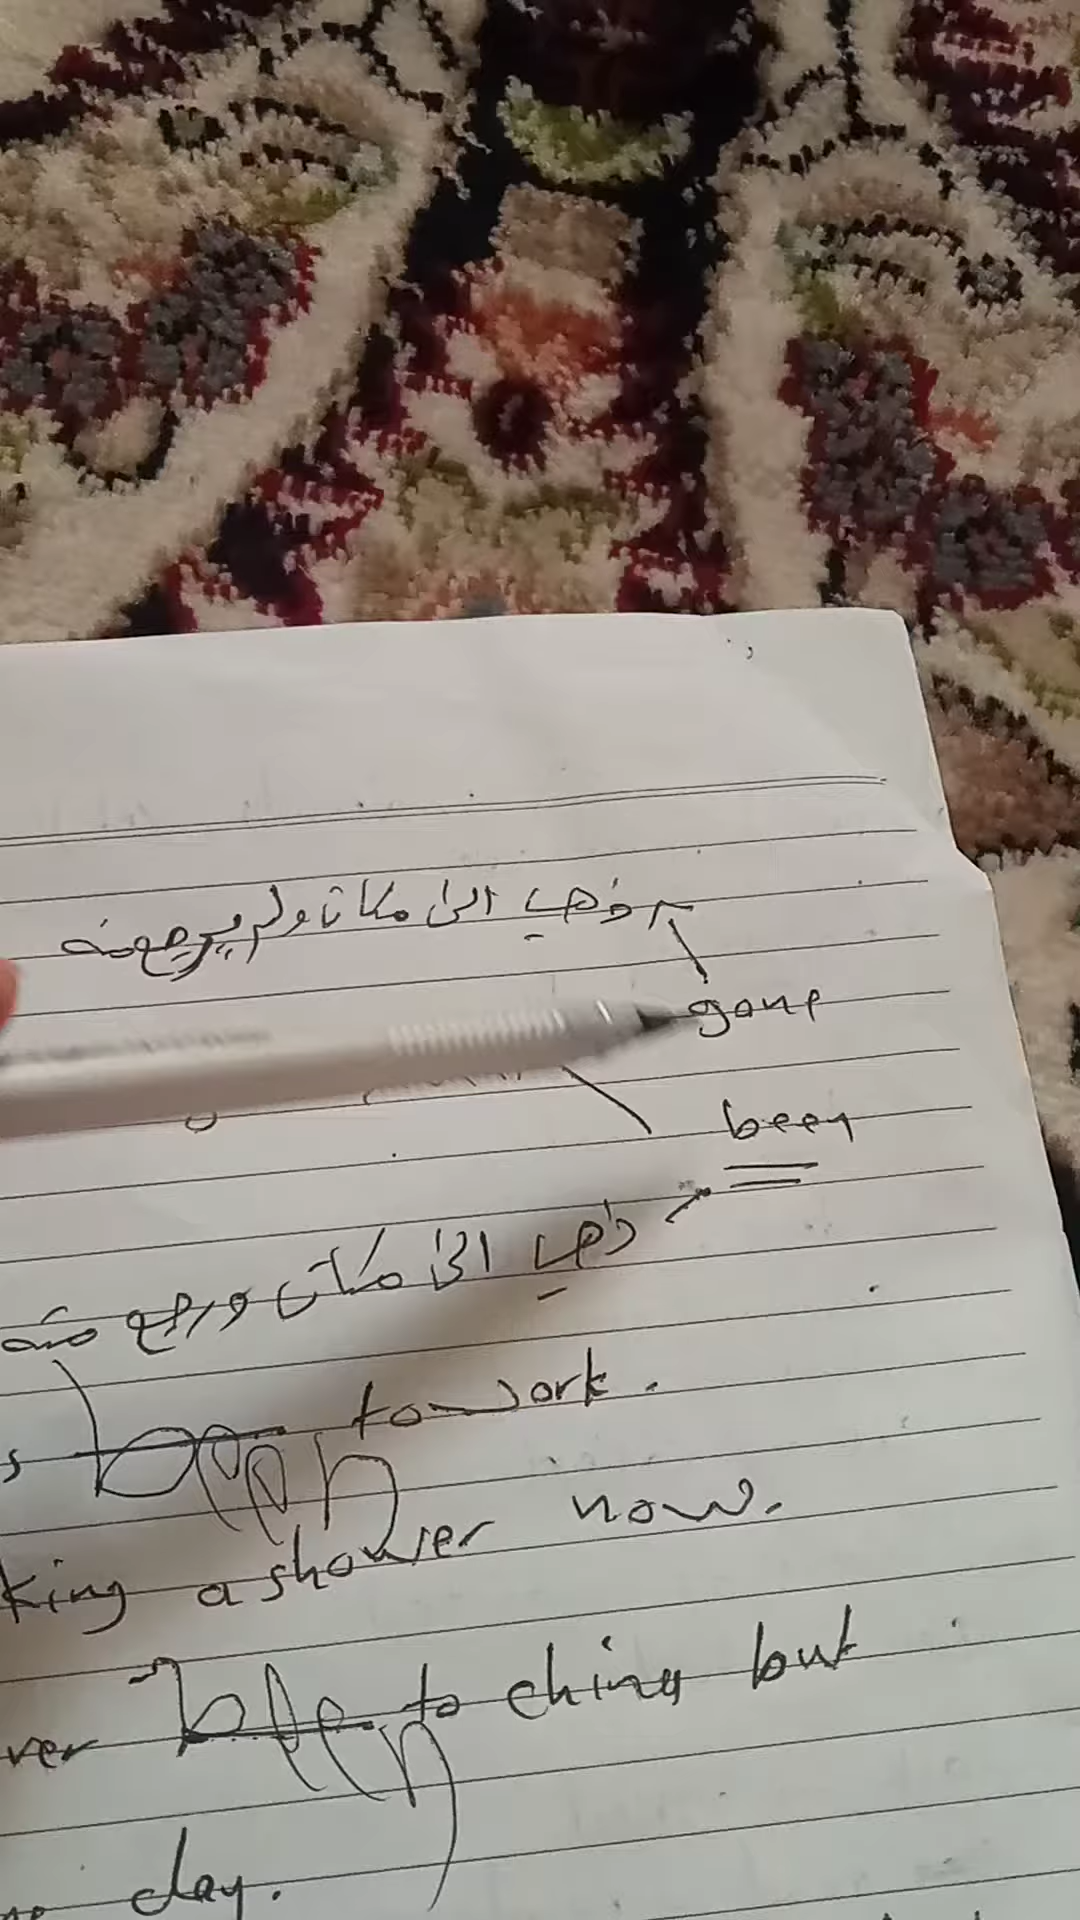 ذهب الى مكان ولم يرجع منه
gone
been
ذهب الى مكان ورجع منه
s been to work.
king a shower now.
ver been to china but
day.